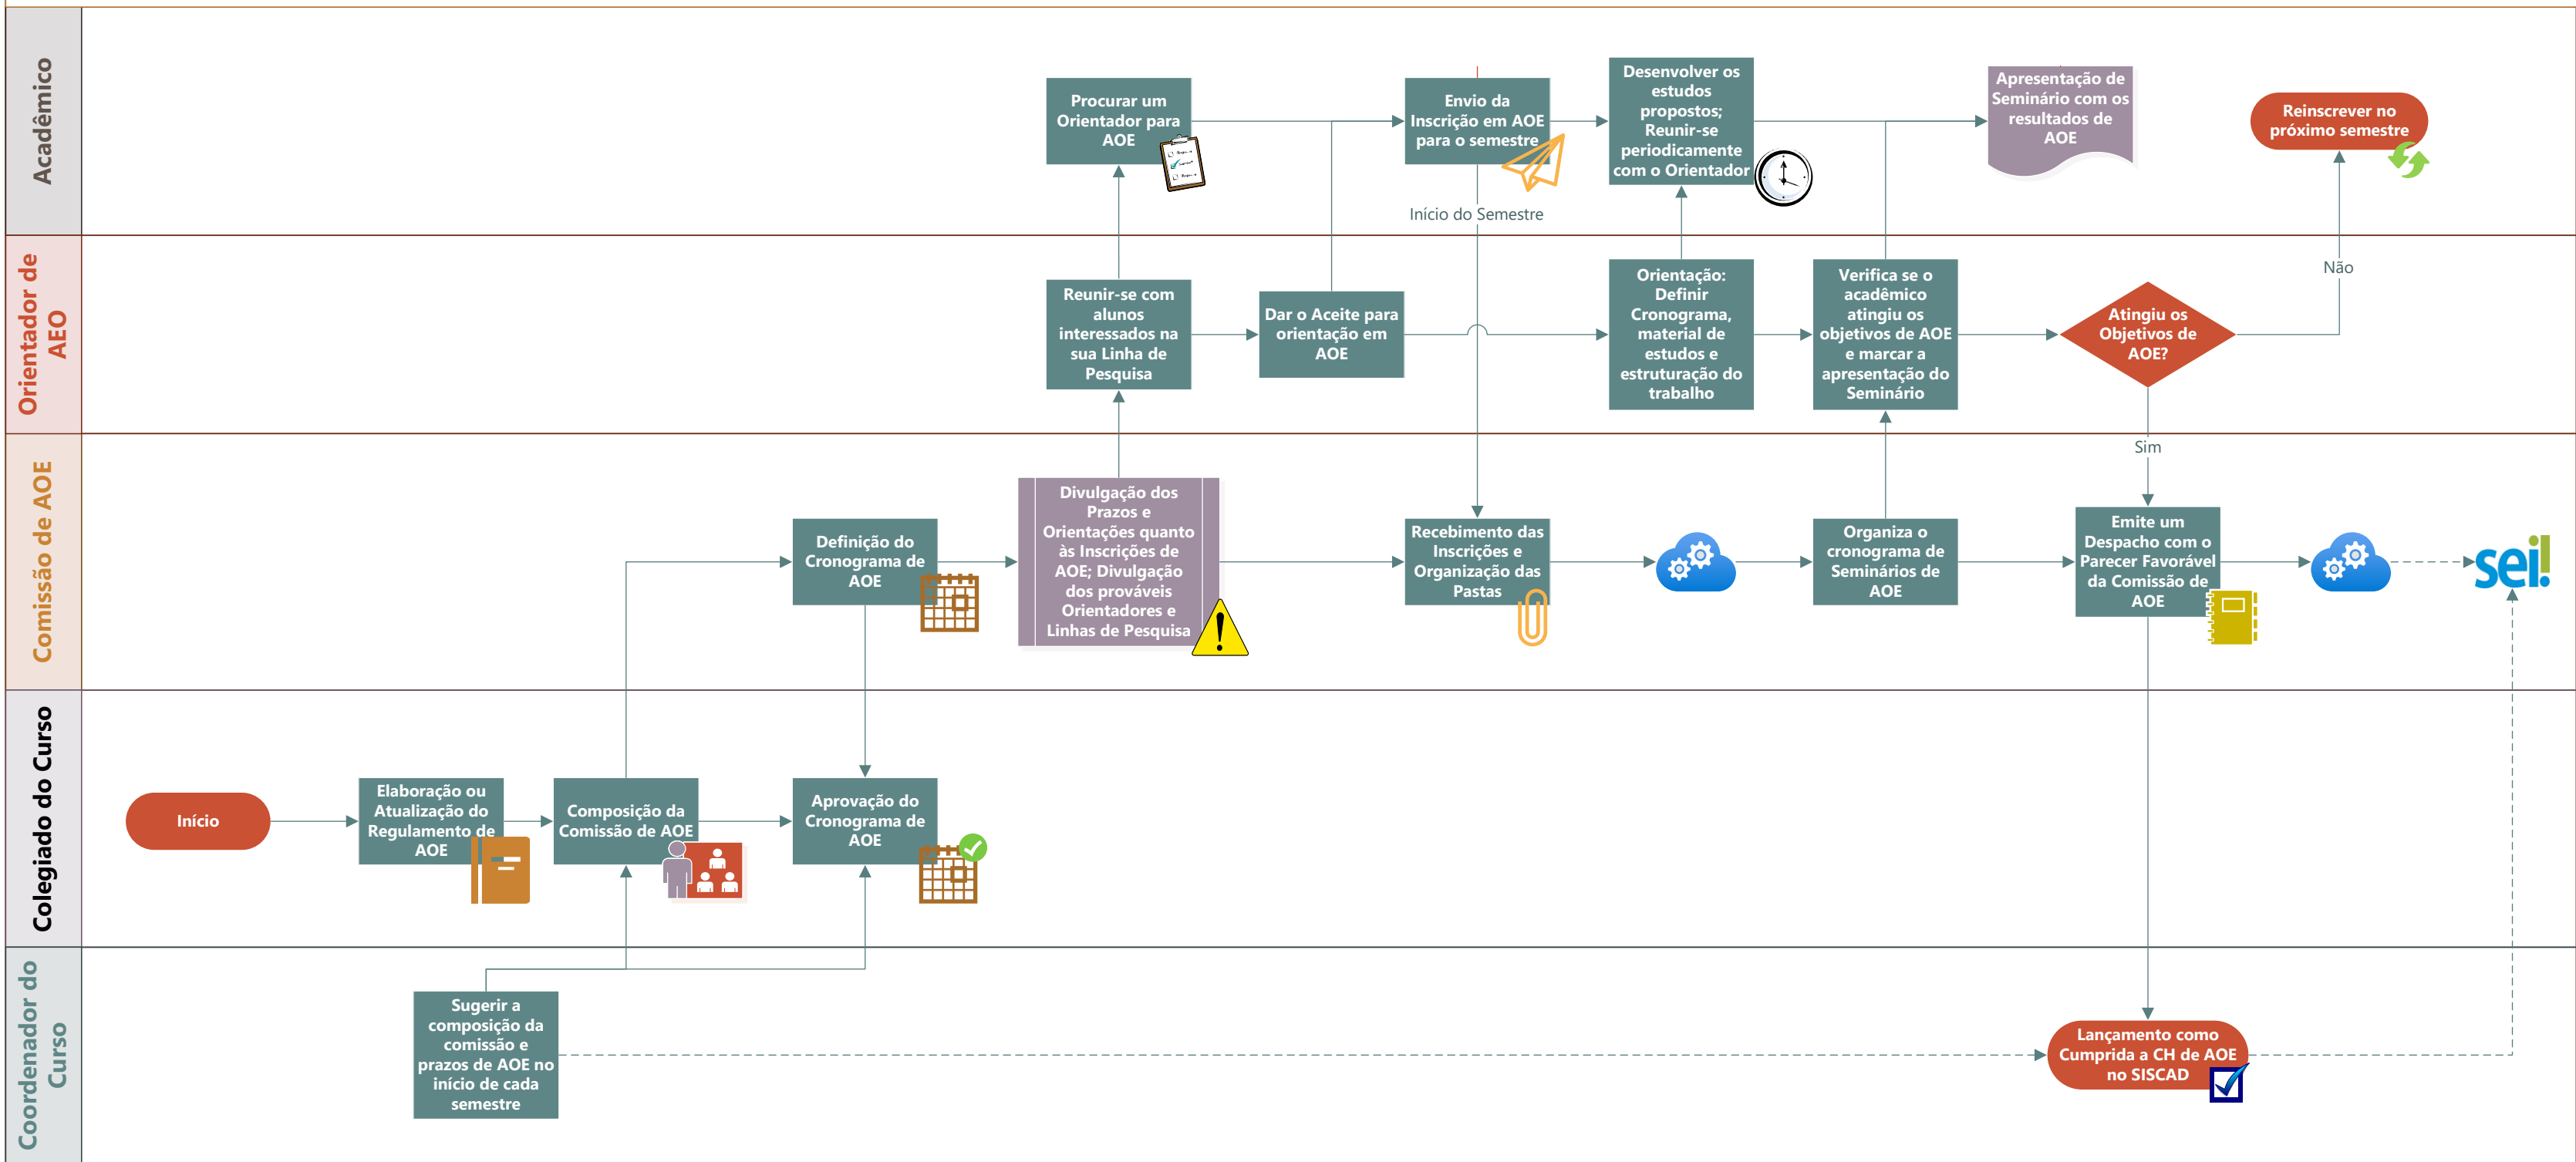 Acadêmico
Procurar um
Orientador para
AOE
Envio da
Inscrição em AOE
para o semestre
Início do Semestre
Desenvolver os
estudos
propostos;
Reunir-se
periodicamente
com o Orientador
Apresentação de
Seminário com os
resultados de
AOE
Reinscrever no
próximo semestre
Orientador de
AEO
Reunir-se com
alunos
interessados na
sua Linha de
Pesquisa
Dar o Aceite para
orientação em
AOE
Orientação:
Definir
Cronograma,
material de
estudos e
estruturação do
trabalho
Verifica se o
acadêmico
atingiu os
objetivos de AOE
e marcar a
apresentação do
Seminário
Atingiu os
Objetivos de
AOE?
Não
Sim
Comissão de AOE
Definição do
Cronograma de
AOE
Divulgação dos
Prazos e
Orientações quanto
às Inscrições de
AOE; Divulgação
dos prováveis
Orientadores e
Linhas de Pesquisa
Recebimento das
Inscrições e
Organização das
Pastas
Organiza o
cronograma de
Seminários de
AOE
Emite um
Despacho com o
Parecer Favorável
da Comissão de
AOE
sei!
Colegiado do Curso
Início
Elaboração ou
Atualização do
Regulamento de
AOE
Composição da
Comissão de AOE
Aprovação do
Cronograma de
AOE
Coordenador do
Curso
Sugerir a
composição da
comissão e
prazos de AOE no
início de cada
semestre
Lançamento como
Cumprida a CH de AOE
no SISCAD